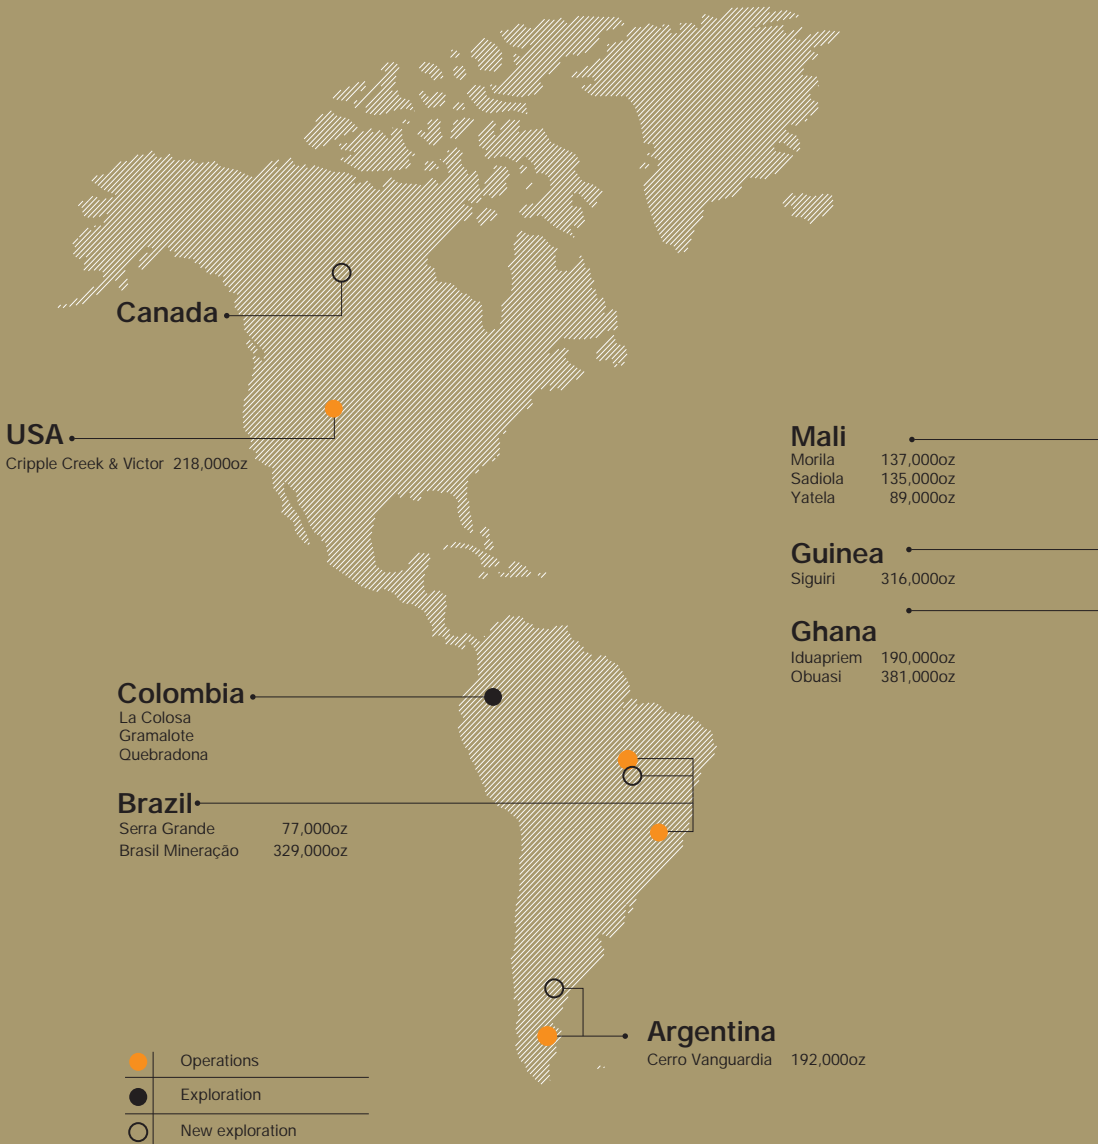 Canada
USA
Cripple Creek & Victor 218,000oz
Colombia
La Colosa
Gramalote
Quebradona
Brazil
Serra Grande 77,000oz
Brasil Mineração 329,000oz
Mali
Morila 137,000oz
Sadiola 135,000oz
Yatela 89,000oz
Guinea
Siguiri 316,000oz
Ghana
Iduapriem 190,000oz
Obuasi 381,000oz
Argentina
Cerro Vanguardia 192,000oz
Operations
Exploration
New exploration